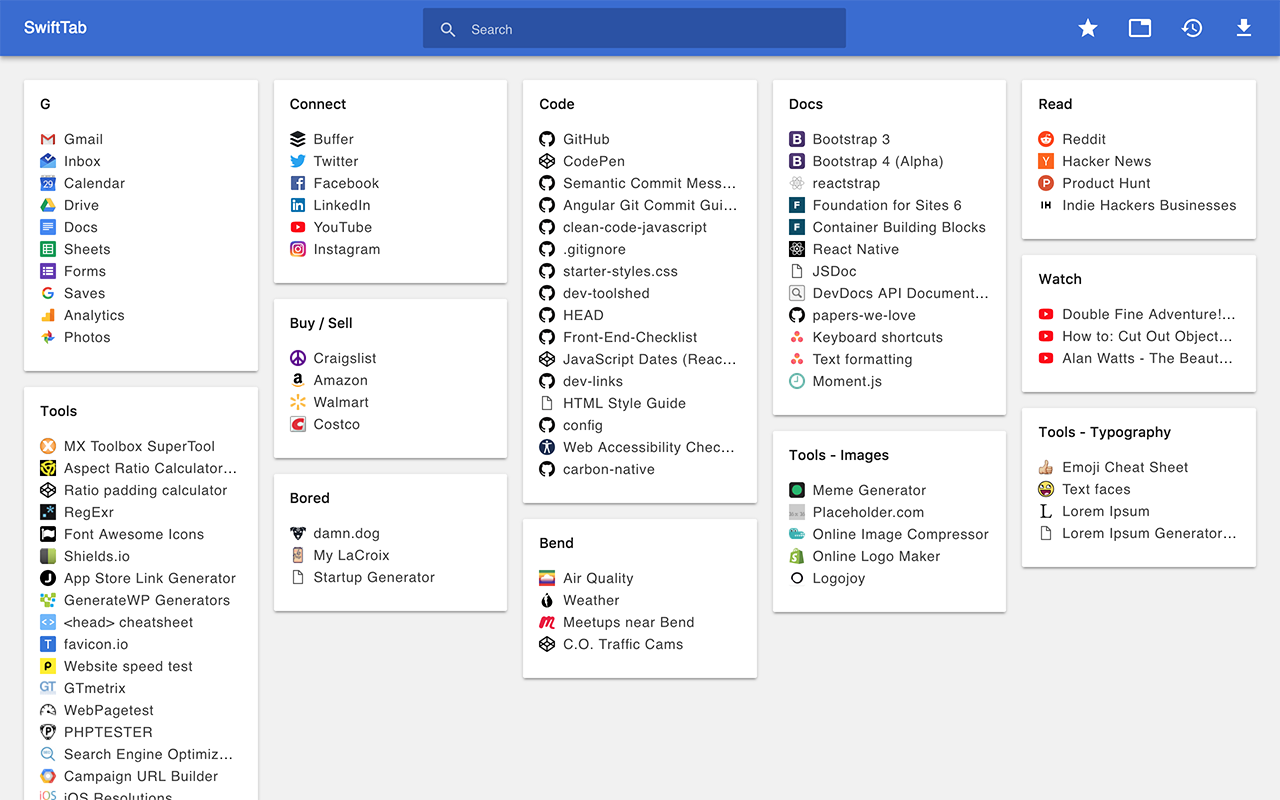 SwiftTab
Search
G
Gmail
Inbox
Calendar
Drive
Docs
Sheets
Forms
Saves
Analytics
Photos
Tools
MX Toolbox SuperTool
Aspect Ratio Calculator...
Ratio padding calculator
RegExr
Font Awesome Icons
Shields.io
App Store Link Generator
GenerateWP Generators
<head> cheatsheet
favicon.io
Website speed test
GTmetrix
WebPagetest
PHPTESTER
Search Engine Optimiz...
Campaign URL Builder
iOS Resolutions
Connect
Buffer
Twitter
Facebook
LinkedIn
YouTube
Instagram
Buy / Sell
Craigslist
Amazon
Walmart
Costco
Bored
damn.dog
My LaCroix
Startup Generator
Code
GitHub
CodePen
Semantic Commit Mess...
Angular Git Commit Gui...
clean-code-javascript
.gitignore
starter-styles.css
dev-toolshed
HEAD
Front-End-Checklist
JavaScript Dates (Reac...
dev-links
HTML Style Guide
config
Web Accessibility Chec...
carbon-native
Bend
Air Quality
Weather
Meetups near Bend
C.O. Traffic Cams
Docs
Bootstrap 3
Bootstrap 4 (Alpha)
reactstrap
Foundation for Sites 6
Container Building Blocks
React Native
JSDoc
DevDocs API Document...
papers-we-love
Keyboard shortcuts
Text formatting
Moment.js
Tools - Images
Meme Generator
Placeholder.com
Online Image Compressor
Online Logo Maker
Logojoy
Read
Reddit
Hacker News
Product Hunt
Indie Hackers Businesses
Watch
Double Fine Adventure!...
How to: Cut Out Object...
Alan Watts - The Beaut...
Tools - Typography
Emoji Cheat Sheet
Text faces
Lorem Ipsum
Lorem Ipsum Generator...